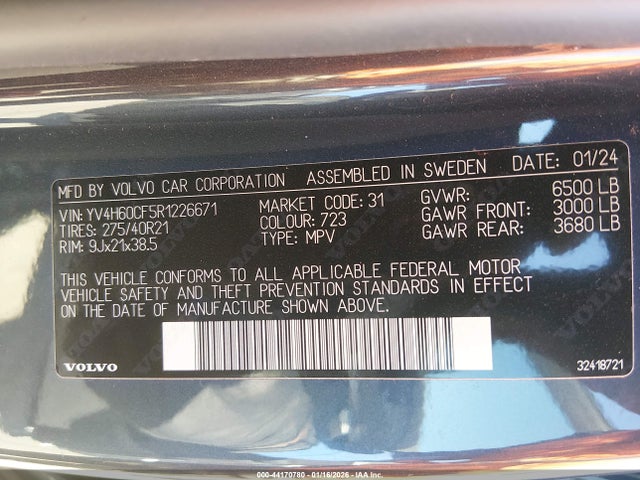 MFD BY VOLVO CAR CORPORATION ASSEMBLED IN SWEDEN DATE: 01/24
VIN: YV4H60CF5R1226671 MARKET CODE: 31 GVWR: 6500 LB
TIRES: 275/40R21 COLOUR: 723 GAWR FRONT: 3000 LB
RIM: 9Jx21x38.5 TYPE: MPV GAWR REAR: 3680 LB
THIS VEHICLE CONFORMS TO ALL APPLICABLE FEDERAL MOTOR
VEHICLE SAFETY AND THEFT PREVENTION STANDARDS IN EFFECT
ON THE DATE OF MANUFACTURE SHOWN ABOVE.
VOLVO 32418721
000-44170780 - 01/16/2026 - IAAI, Inc.